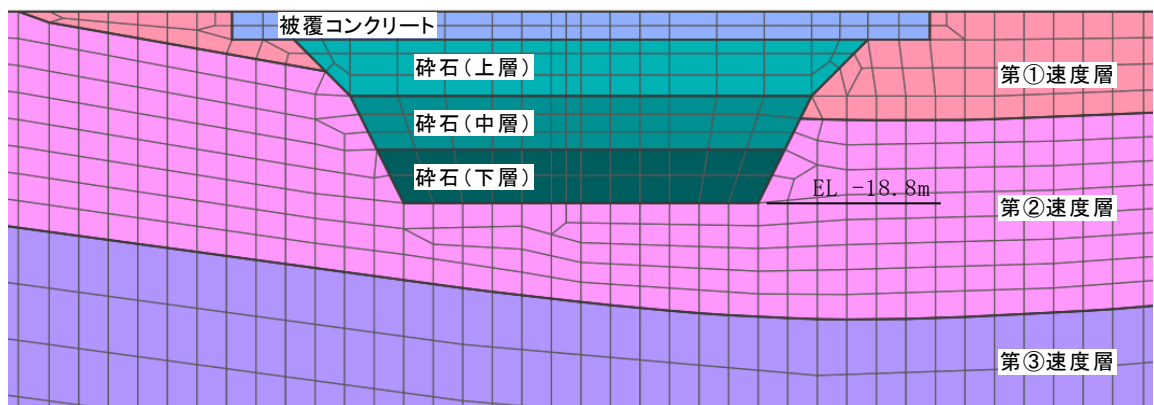 被覆コンクリート
砕石(上層)
第①速度層
砕石(中層)
砕石(下層)
EL -18.8m
第②速度層
第③速度層